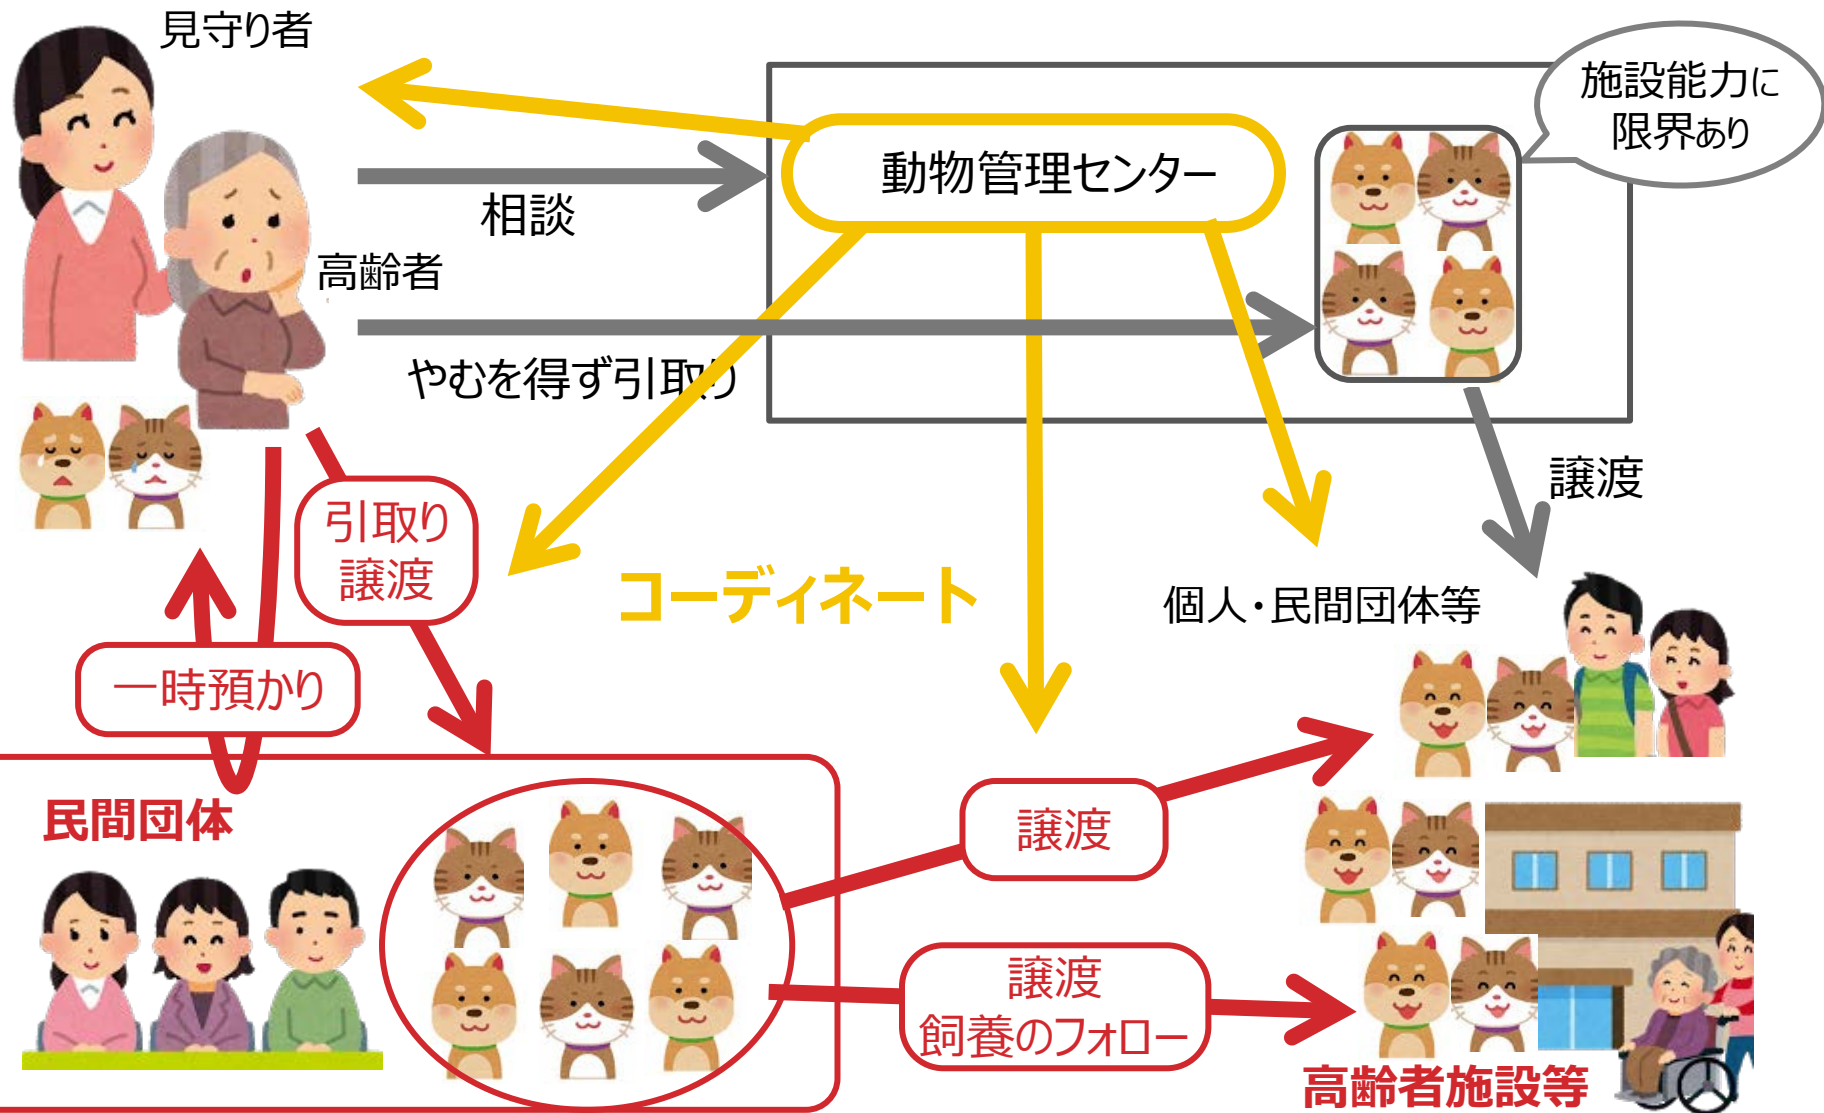 見守り者
施設能力に
限界あり
動物管理センター
相談
高齢者
やむを得ず引取り
譲渡
引取り
譲渡
コーディネート
個人・民間団体等
一時預かり
民間団体
譲渡
譲渡
飼養のフォロー
高齢者施設等